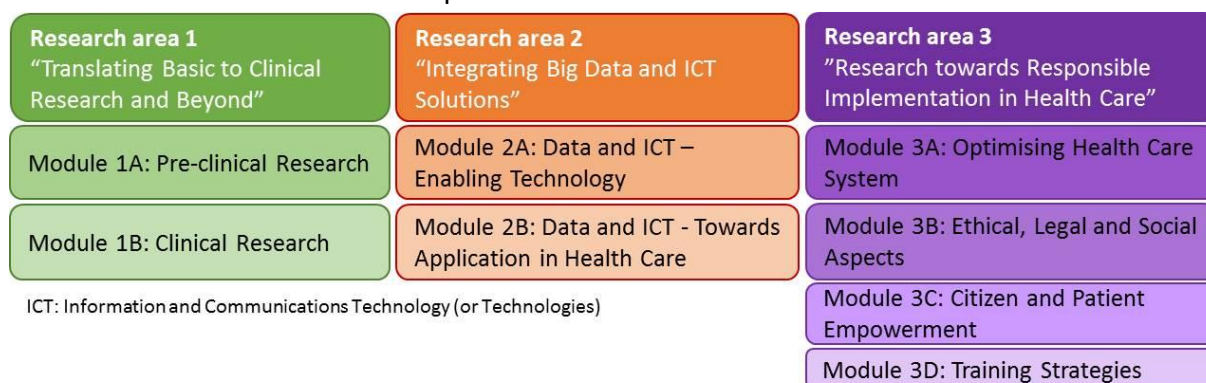 Research area 1
"Translating Basic to Clinical
Research and Beyond"
Module 1A: Pre-clinical Research
Module 1B: Clinical Research
ICT: Information and Communications Technology (or Technologies)
Research area 2
"Integrating Big Data and ICT
Solutions"
Module 2A: Data and ICT –
Enabling Technology
Module 2B: Data and ICT - Towards
Application in Health Care
Research area 3
"Research towards Responsible
Implementation in Health Care"
Module 3A: Optimising Health Care
System
Module 3B: Ethical, Legal and Social
Aspects
Module 3C: Citizen and Patient
Empowerment
Module 3D: Training Strategies